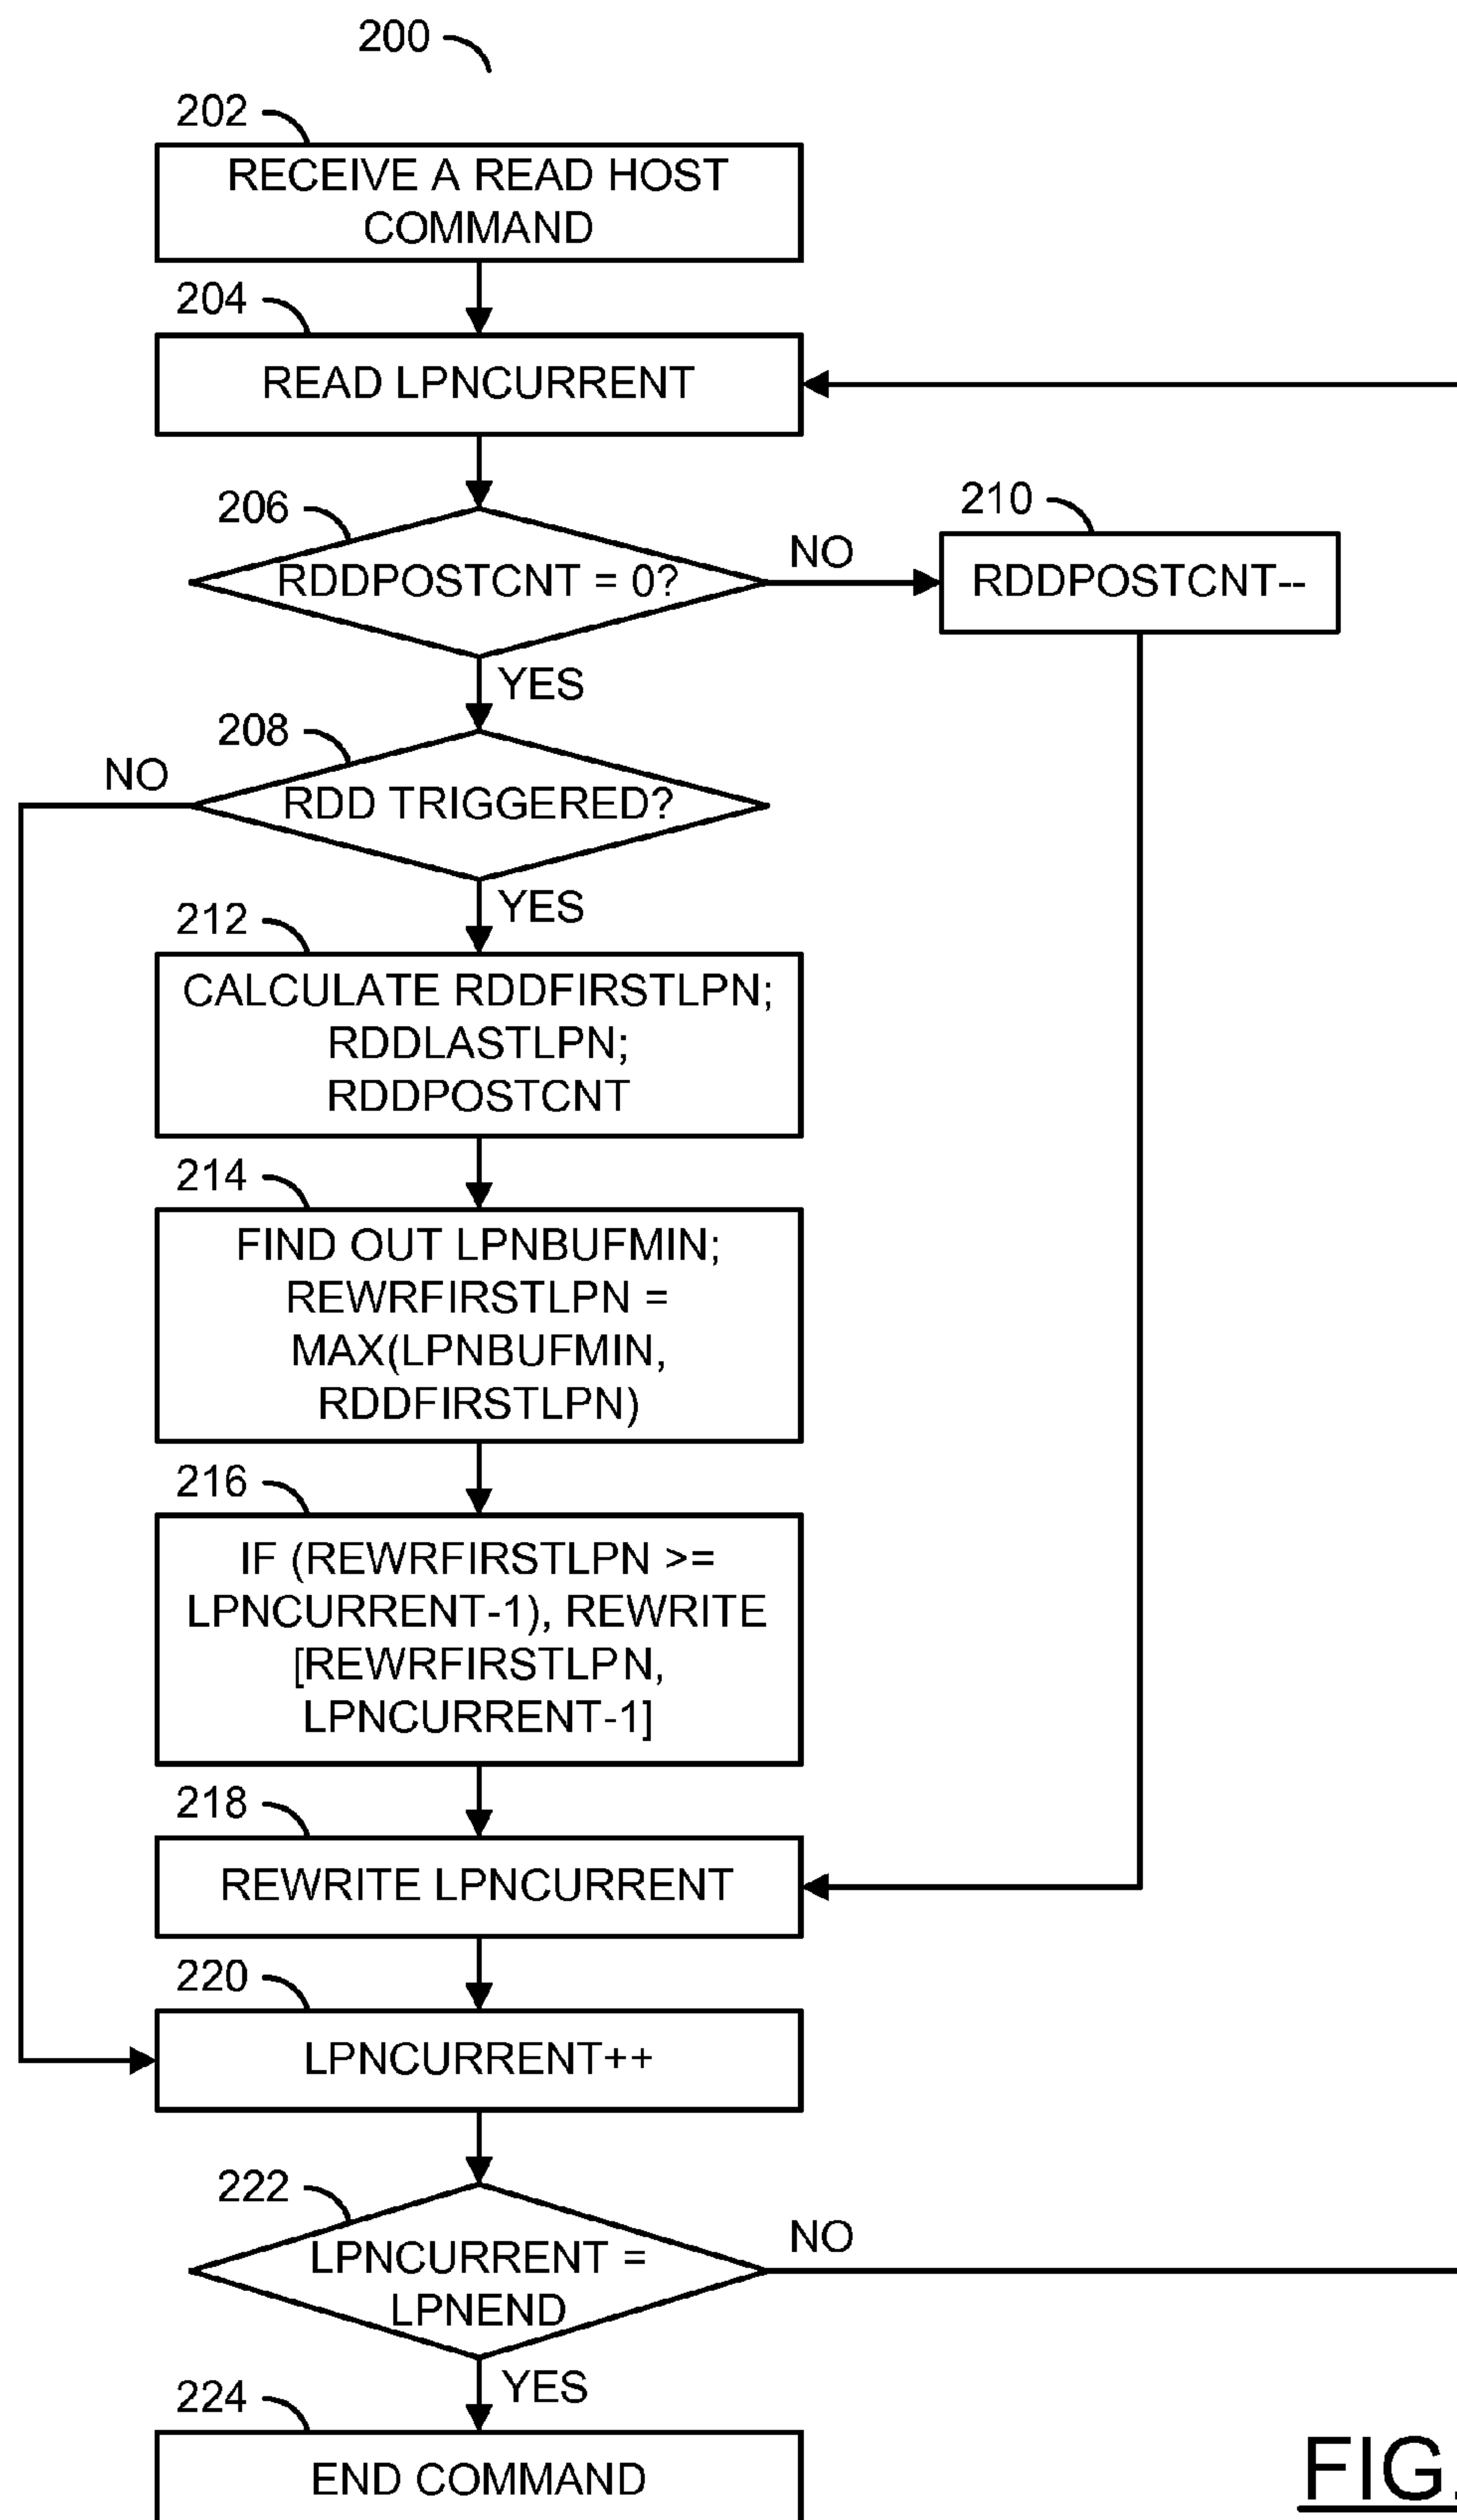 200
202
RECEIVE A READ HOST
COMMAND
204
READ LPNCURRENT
206
RDDPOSTCNT = 0?
NO
210
RDDPOSTCNT--
YES
208
NO
RDD TRIGGERED?
YES
212
CALCULATE RDDFIRSTLPN;
RDDLASTLPN;
RDDPOSTCNT
214
FIND OUT LPNBUFMIN;
REWRFIRSTLPN =
MAX(LPNBUFMIN,
RDDFIRSTLPN)
216
IF (REWRFIRSTLPN >=
LPNCURRENT-1), REWRITE
[REWRFIRSTLPN,
LPNCURRENT-1]
218
REWRITE LPNCURRENT
220
LPNCURRENT++
222
LPNCURRENT =
LPNEND
NO
YES
224
END COMMAND
FIG.